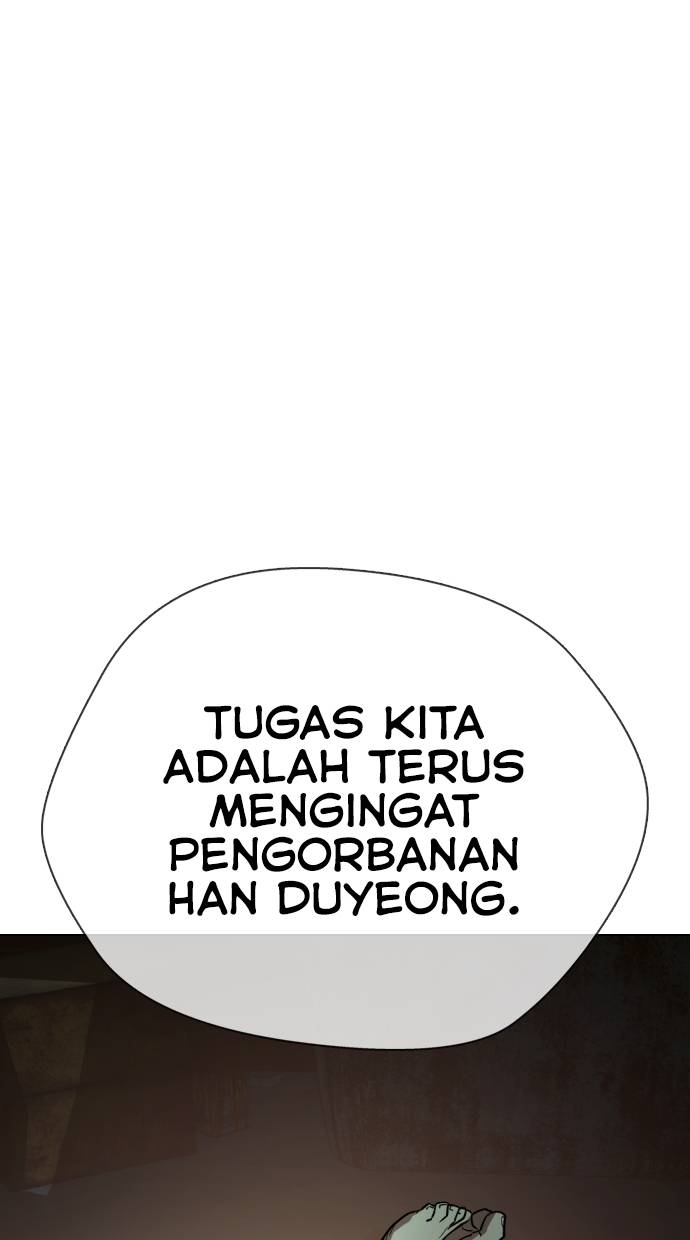 TUGAS KITA
ADALAH TERUS
MENGINGAT
PENGORBANAN
HAN DUYEONG.